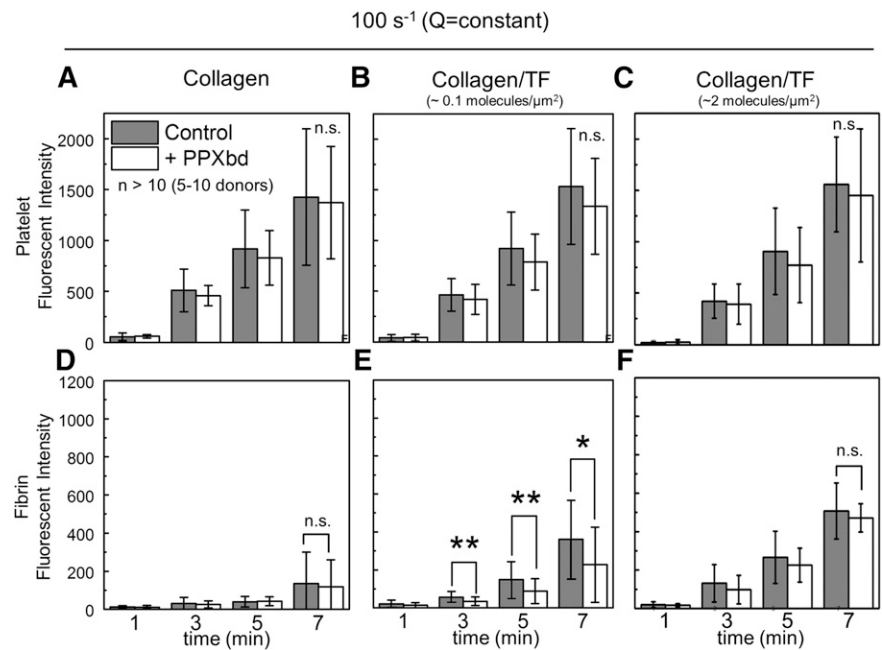 100 s⁻¹ (Q=constant)
A
Collagen
B
Collagen/TF
(~ 0.1 molecules/μm²)
C
Collagen/TF
(~2 molecules/μm²)
Platelet
Fluorescent Intensity
2000
1500
1000
500
0
Control
+ PPXbd
n > 10 (5-10 donors)
n.s.
n.s.
n.s.
D
E
F
Fibrin
Fluorescent Intensity
1200
1000
800
600
400
200
0
n.s.
**
**
*
n.s.
1 3 5 7
time (min)
1 3 5 7
time (min)
1 3 5 7
time (min)